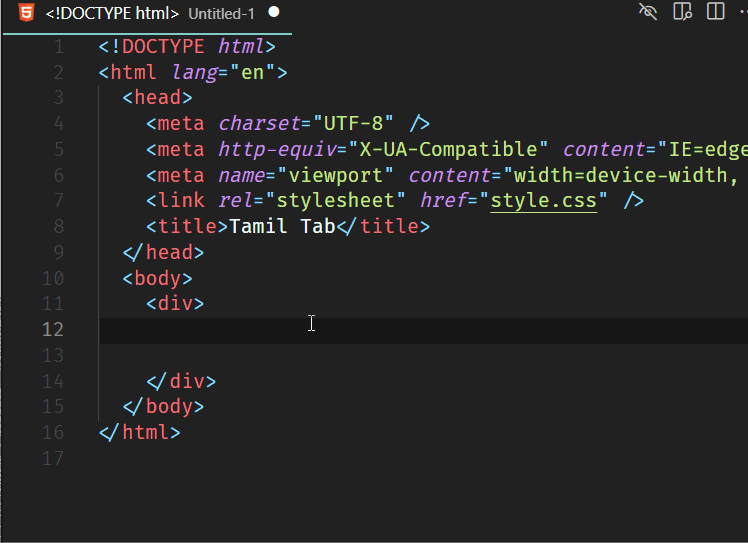 <!DOCTYPE html> Untitled-1
1 <!DOCTYPE html>
2 <html lang="en">
3 <head>
4 <meta charset="UTF-8" />
5 <meta http-equiv="X-UA-Compatible" content="IE=edge
6 <meta name="viewport" content="width=device-width,
7 <link rel="stylesheet" href="style.css" />
8 <title>Tamil Tab</title>
9 </head>
10 <body>
11 <div>
12
13
14 </div>
15 </body>
16 </html>
17